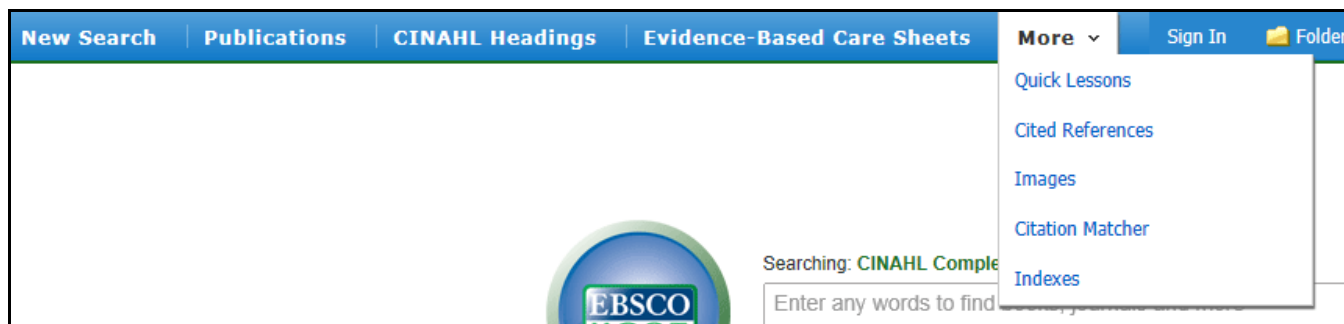 New Search Publications CINAHL Headings Evidence-Based Care Sheets More Sign In Folder
Quick Lessons
Cited References
Images
Citation Matcher
Indexes
Searching: CINAHL Comple
Enter any words to find
EBSCO